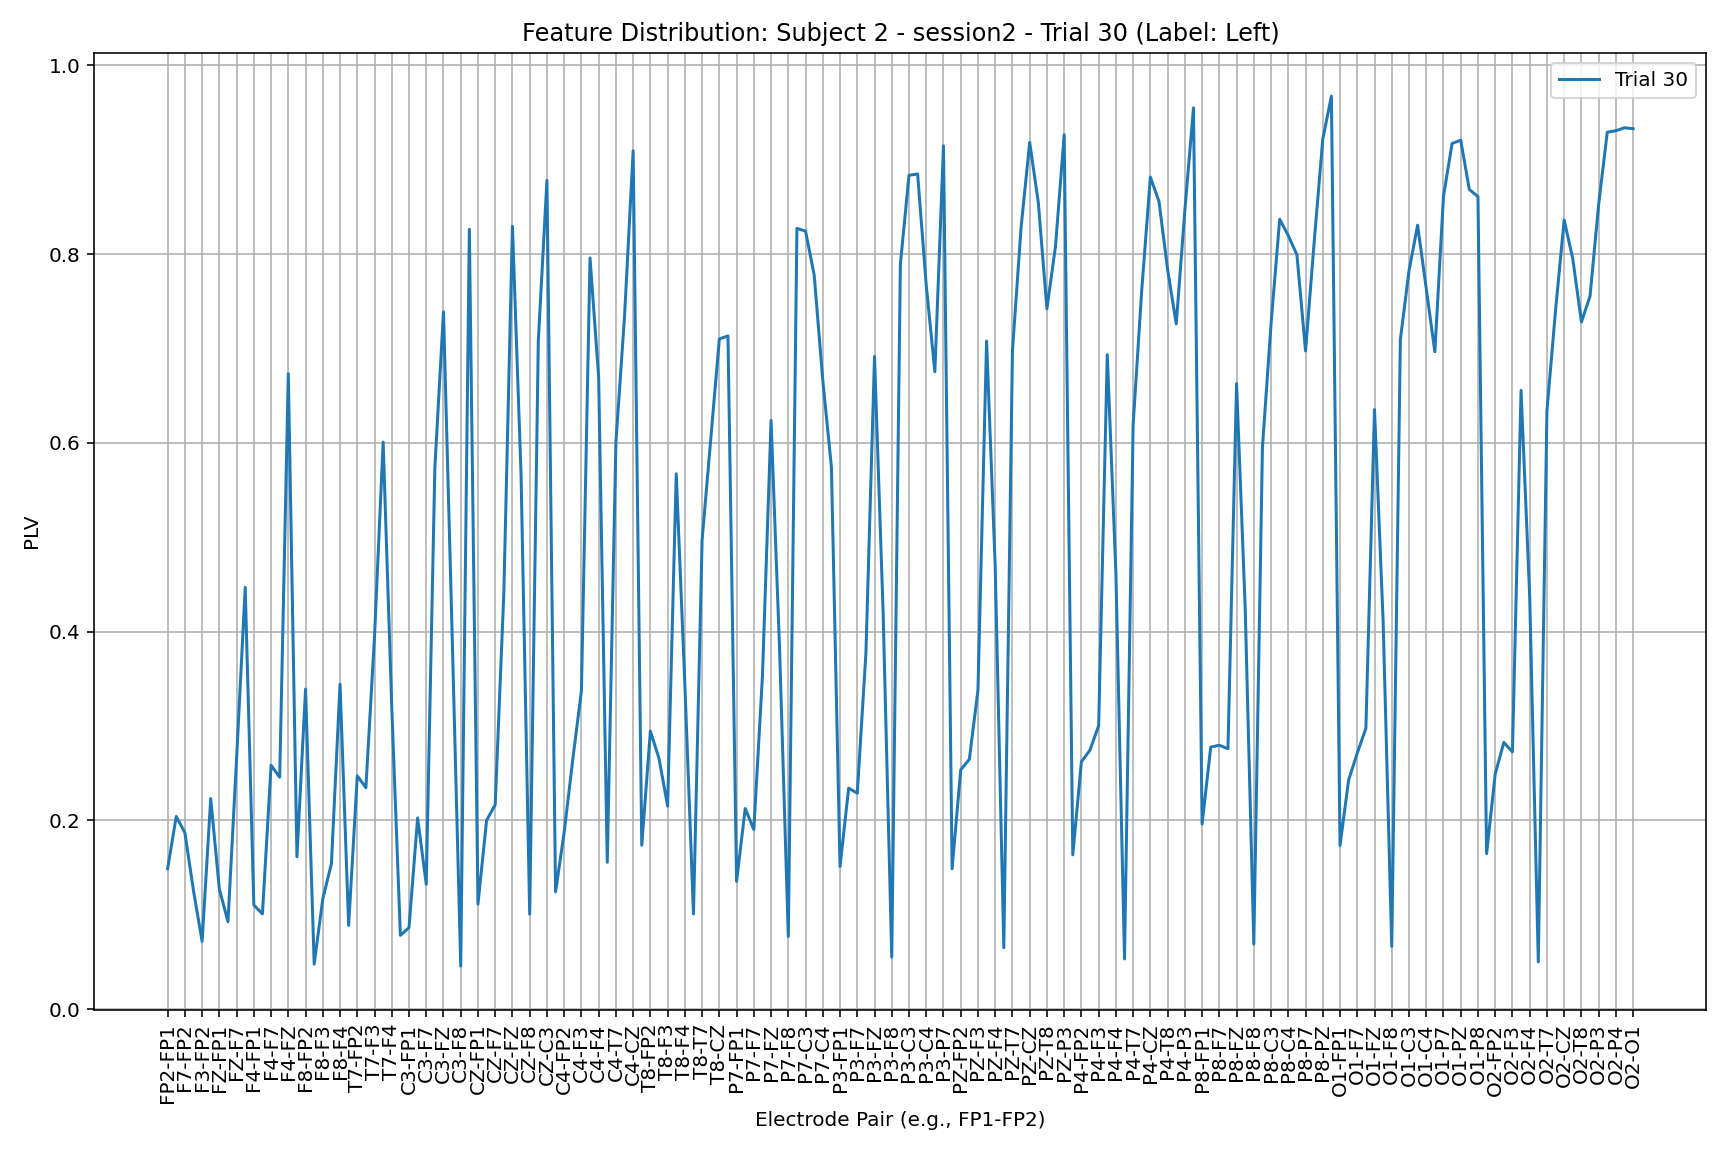 Feature Distribution: Subject 2 - session2 - Trial 30 (Label: Left)
Trial 30
PLV
1.0
0.8
0.6
0.4
0.2
0.0
FP2-FP1
F7-FP2
F3-FP2
FZ-FP1
FZ-F7
F4-FP1
F4-F7
F4-FZ
F8-FP2
F8-F3
F8-F4
T7-FP2
T7-F3
T7-F4
C3-FP1
C3-F7
C3-FZ
C3-F8
CZ-FP1
CZ-F7
CZ-FZ
CZ-F8
CZ-C3
C4-FP2
C4-F3
C4-F4
C4-T7
C4-CZ
T8-FP2
T8-F3
T8-F4
T8-T7
T8-CZ
P7-FP1
P7-F7
P7-FZ
P7-F8
P7-C3
P7-C4
P3-FP1
P3-F7
P3-FZ
P3-F8
P3-C3
P3-C4
P3-P7
PZ-FP2
PZ-F3
PZ-F4
PZ-T7
PZ-CZ
PZ-T8
PZ-P3
P4-FP2
P4-F3
P4-F4
P4-T7
P4-CZ
P4-T8
P4-P3
P8-FP1
P8-F7
P8-FZ
P8-F8
P8-C3
P8-C4
P8-P7
P8-PZ
O1-FP1
O1-F7
O1-FZ
O1-F8
O1-C3
O1-C4
O1-P7
O1-PZ
O1-P8
O2-FP2
O2-F3
O2-F4
O2-T7
O2-CZ
O2-T8
O2-P3
O2-P4
O2-O1
Electrode Pair (e.g., FP1-FP2)